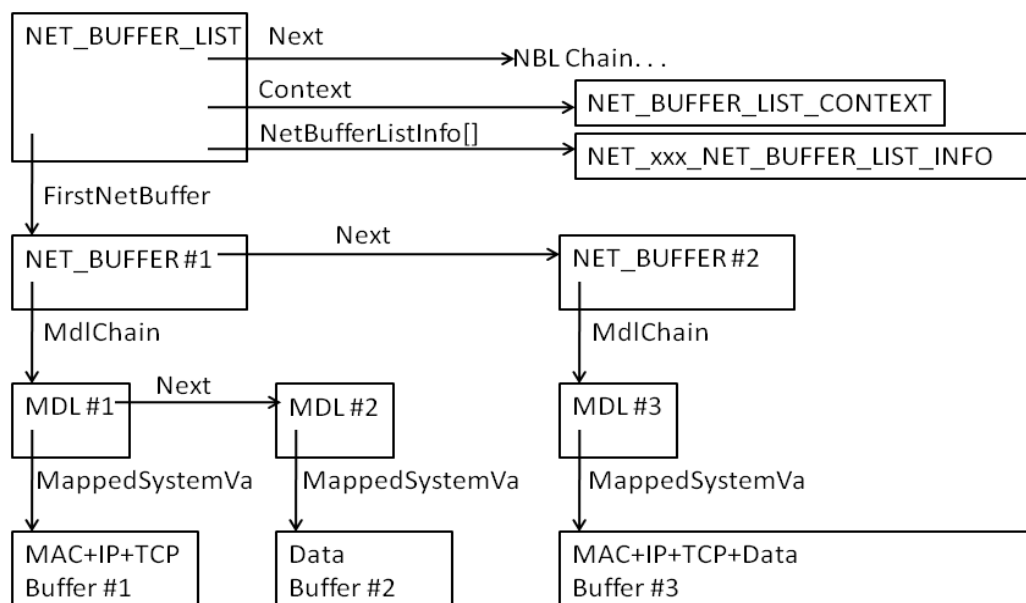 NET_BUFFER_LIST
Next
NBL Chain. . .
Context
NET_BUFFER_LIST_CONTEXT
NetBufferListInfo[]
NET_xxx_NET_BUFFER_LIST_INFO
FirstNetBuffer
NET_BUFFER #1
Next
NET_BUFFER #2
MdlChain
MdlChain
MDL #1
Next
MDL #2
MDL #3
MappedSystemVa
MappedSystemVa
MappedSystemVa
MAC+IP+TCP
Buffer #1
Data
Buffer #2
MAC+IP+TCP+Data
Buffer #3